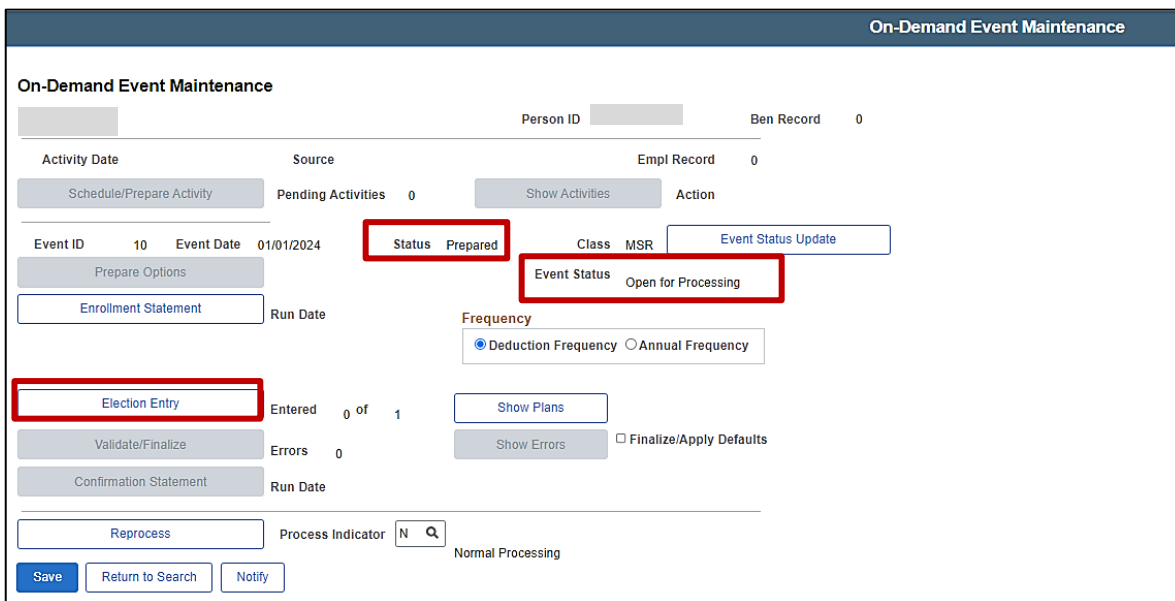 On-Demand Event Maintenance
On-Demand Event Maintenance
Person ID Ben Record 0
Activity Date Source Empl Record 0
Schedule/Prepare Activity Pending Activities 0 Show Activities Action
Event ID 10 Event Date 01/01/2024 Status Prepared Class MSR Event Status Update
Prepare Options Event Status Open for Processing
Enrollment Statement Run Date Frequency
Deduction Frequency Annual Frequency
Election Entry Entered 0 of 1 Show Plans
Validate/Finalize Errors 0 Show Errors Finalize/Apply Defaults
Confirmation Statement Run Date
Reprocess Process Indicator N Normal Processing
Save Return to Search Notify